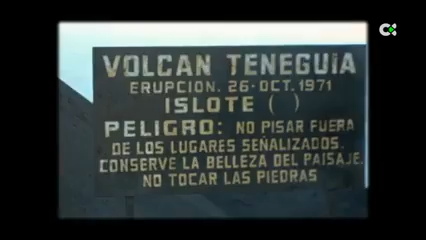 VOLCAN TENEGUIA
ERUPCION. 26-OCT. 1971
ISLOTE ( )
PELIGRO: NO PISAR FUERA
DE LOS LUGARES SEÑALIZADOS.
CONSERVE LA BELLEZA DEL PAISAJE.
NO TOCAR LAS PIEDRAS